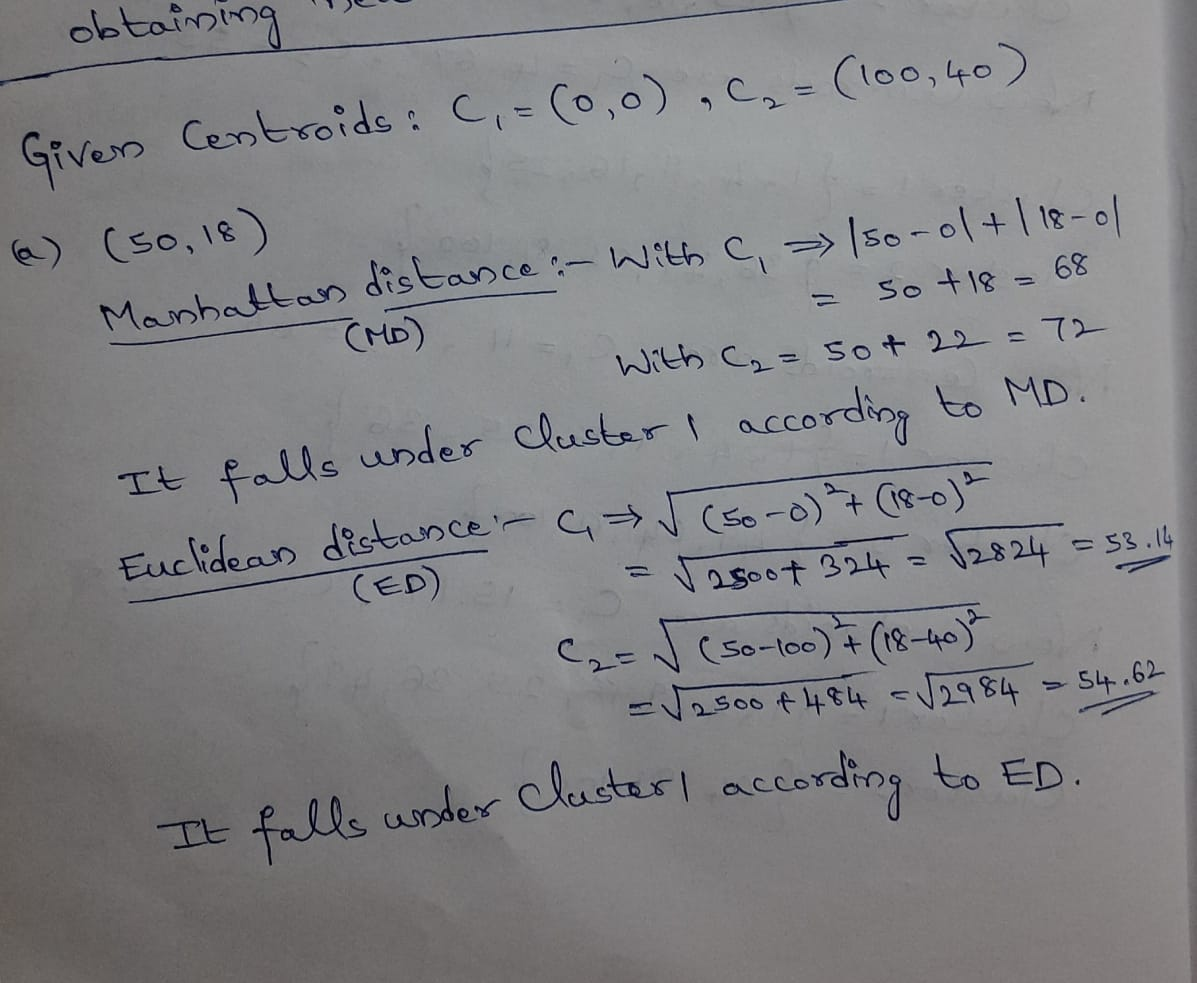 obtaining
Given Centroids: C₁ = (0,0) , C₂ = (100,40)
(a) (50,18)
Manhattan distance :- With C₁ ⇒ |50-0| + |18-0|
(MD) = 50 + 18 = 68
With C₂ = 50 + 22 = 72
It falls under Cluster 1 according to MD.
Euclidean distance :- C₁ ⇒ √(50-0)² + (18-0)²
(ED) = √2500 + 324 = √2824 = 53.14
C₂ = √(50-100)² + (18-40)²
= √2500 + 484 = √2984 = 54.62
It falls under Cluster 1 according to ED.